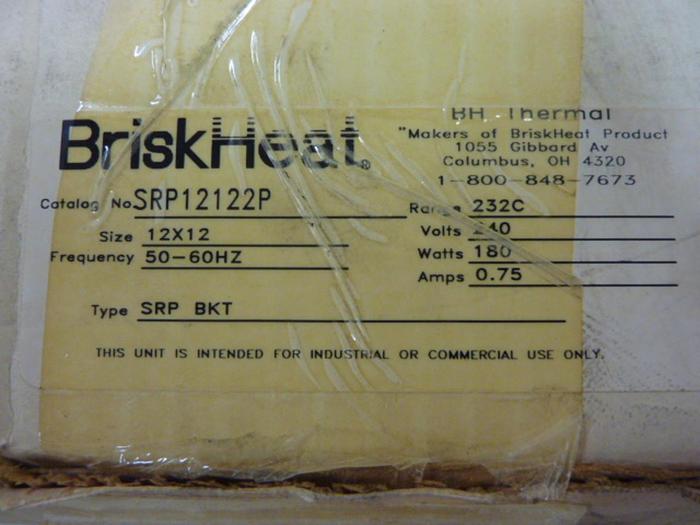 BH Thermal
BriskHeat®
"Makers of BriskHeat Product
1055 Gibbard Av
Columbus, OH 4320
1-800-848-7673
Catalog No. SRP12122P
Range 232C
Size 12X12
Volts 240
Frequency 50-60HZ
Watts 180
Amps 0.75
Type SRP BKT
THIS UNIT IS INTENDED FOR INDUSTRIAL OR COMMERCIAL USE ONLY.